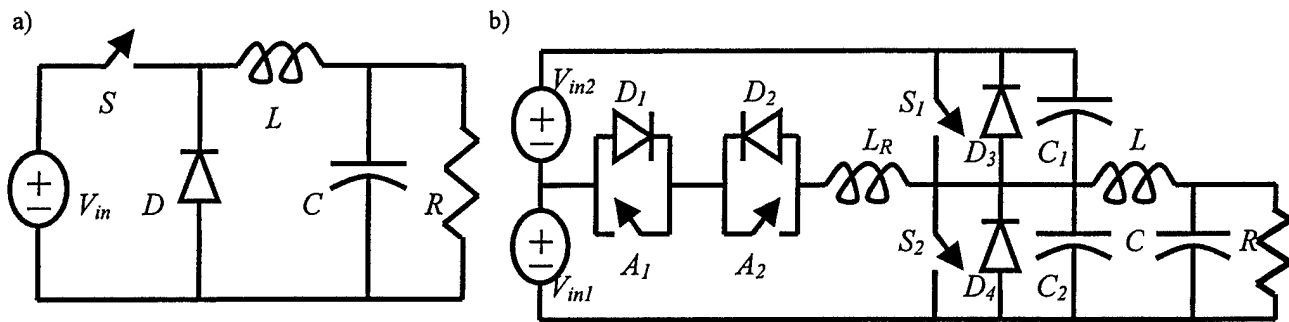 a)
S
L
V_in
D
C
R
b)
V_in2
D_1
D_2
S_1
L_R
D_3
C_1
L
A_1
A_2
S_2
D_4
C_2
C
R
V_in1